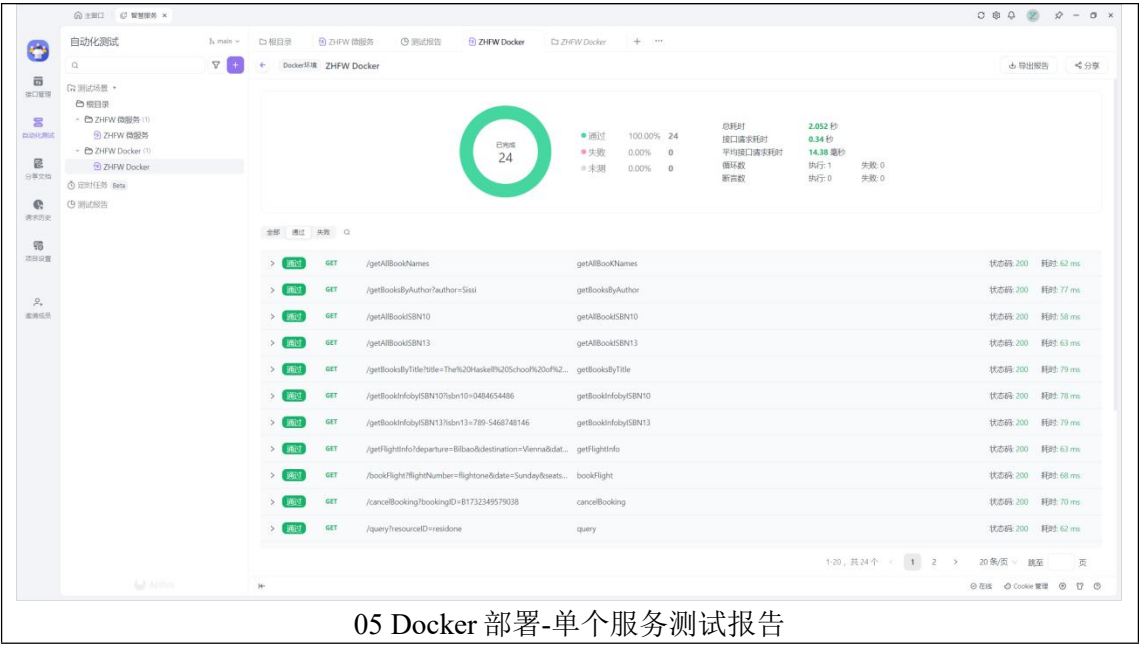 主窗口 智慧服务 ×
自动化测试 main
根目录 ZHFW 微服务 测试报告 ZHFW Docker ZHFW Docker + ···
Docker环境 ZHFW Docker 导出报告 分享
接口管理
自动化测试
分享文档
请求历史
项目设置
邀请成员
测试场景
根目录
ZHFW 微服务 (1)
ZHFW 微服务
ZHFW Docker (1)
ZHFW Docker
定时任务 Beta
测试报告
已完成
24
通过 100.00% 24
失败 0.00% 0
未测 0.00% 0
总耗时 2.052 秒
接口请求耗时 0.34 秒
平均接口请求耗时 14.38 毫秒
循环数 执行: 1 失败: 0
断言数 执行: 0 失败: 0
全部 通过 失败
通过 GET /getAllBookNames getAllBooKNames 状态码: 200 耗时: 62 ms
通过 GET /getBooksByAuthor?author=Sissi getBooksByAuthor 状态码: 200 耗时: 77 ms
通过 GET /getAllBookISBN10 getAllBookISBN10 状态码: 200 耗时: 58 ms
通过 GET /getAllBookISBN13 getAllBookISBN13 状态码: 200 耗时: 63 ms
通过 GET /getBooksByTitle?title=The%20Haskell%20School%20of%2... getBooksByTitle 状态码: 200 耗时: 79 ms
通过 GET /getBookInfobyISBN10?isbn10=0484654486 getBookInfobyISBN10 状态码: 200 耗时: 78 ms
通过 GET /getBookInfobyISBN13?isbn13=789-5468748146 getBookInfobyISBN13 状态码: 200 耗时: 79 ms
通过 GET /getFlightInfo?departure=Bilbao&destination=Vienna&dat... getFlightInfo 状态码: 200 耗时: 63 ms
通过 GET /bookFlight?flightNumber=flightone&date=Sunday&seats... bookFlight 状态码: 200 耗时: 68 ms
通过 GET /cancelBooking?bookingID=B1732349579038 cancelBooking 状态码: 200 耗时: 70 ms
通过 GET /query?resourceID=residone query 状态码: 200 耗时: 62 ms
1-20，共 24 个 1 2 20 条/页 跳至 页
Apifox
在线 Cookie 管理
05 Docker 部署-单个服务测试报告